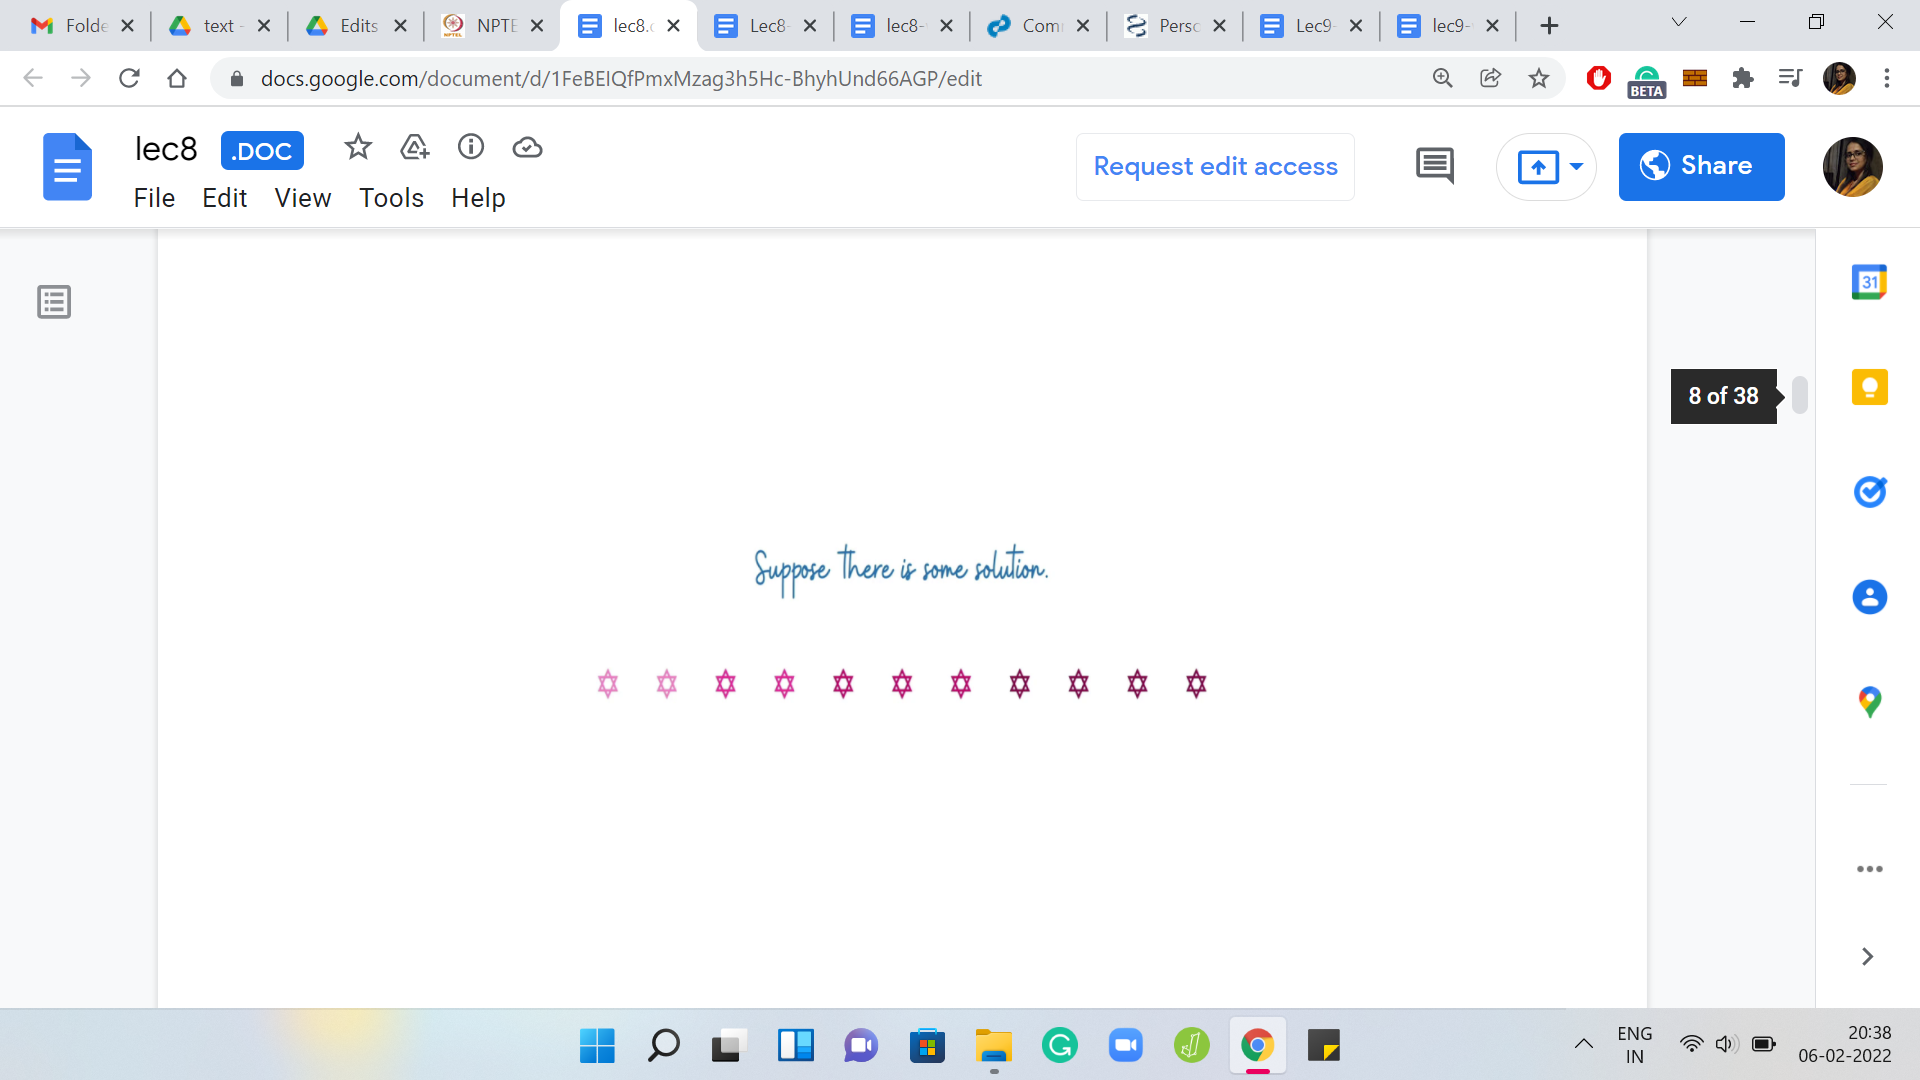 Folde
text -
Edits
NPTE
lec8.
Lec8-
lec8-
Com
Perso
Lec9-
lec9-
docs.google.com/document/d/1FeBEIQfPmxMzag3h5Hc-BhyhUnd66AGP/edit
BETA
lec8 .DOC
Request edit access
Share
File Edit View Tools Help
31
8 of 38
Suppose there is some solution.
ENG
IN
20:38
06-02-2022